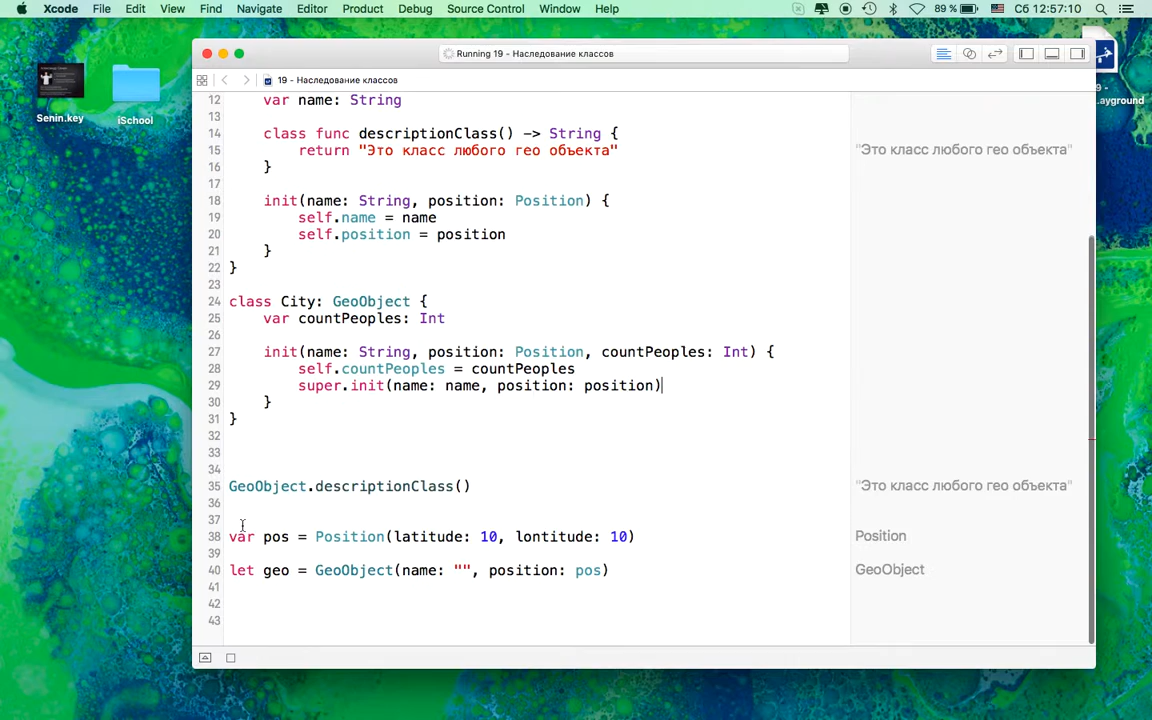 Xcode File Edit View Find Navigate Editor Product Debug Source Control Window Help 89 % Сб 12:57:10
Senin.key
iSchool
9 -
.ayground
Running 19 - Наследование классов
19 - Наследование классов
12 var name: String
13
14 class func descriptionClass() -> String {
15 return "Это класс любого гео объекта" "Это класс любого гео объекта"
16 }
17
18 init(name: String, position: Position) {
19 self.name = name
20 self.position = position
21 }
22 }
23
24 class City: GeoObject {
25 var countPeoples: Int
26
27 init(name: String, position: Position, countPeoples: Int) {
28 self.countPeoples = countPeoples
29 super.init(name: name, position: position)
30 }
31 }
32
33
34
35 GeoObject.descriptionClass() "Это класс любого гео объекта"
36
37
38 var pos = Position(latitude: 10, lontitude: 10) Position
39
40 let geo = GeoObject(name: "", position: pos) GeoObject
41
42
43